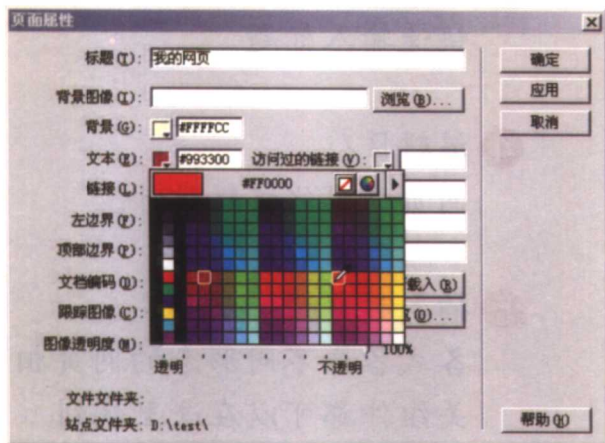 页面属性
标题(T): 我的网页 确定
背景图像(I): 浏览(B)... 应用
背景(G): #FFFFCC 取消
文本(E): #993300 访问过的链接(V):
链接(L): #FF0000
左边界(F):
顶部边界(P):
文档编码(D): 载入(R)
跟踪图像(C):
图像透明度(M): 100%
透明 不透明
文件文件夹:
站点文件夹: D:\test\ 帮助(H)